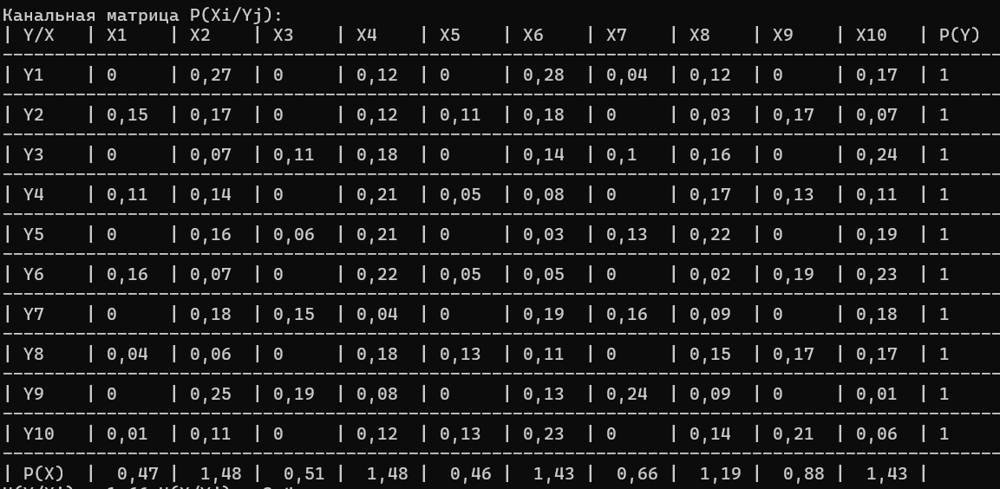 Канальная матрица P(Xi/Yj):
| Y/X | X1 | X2 | X3 | X4 | X5 | X6 | X7 | X8 | X9 | X10 | P(Y)
| Y1 | 0 | 0,27 | 0 | 0,12 | 0 | 0,28 | 0,04 | 0,12 | 0 | 0,17 | 1
| Y2 | 0,15 | 0,17 | 0 | 0,12 | 0,11 | 0,18 | 0 | 0,03 | 0,17 | 0,07 | 1
| Y3 | 0 | 0,07 | 0,11 | 0,18 | 0 | 0,14 | 0,1 | 0,16 | 0 | 0,24 | 1
| Y4 | 0,11 | 0,14 | 0 | 0,21 | 0,05 | 0,08 | 0 | 0,17 | 0,13 | 0,11 | 1
| Y5 | 0 | 0,16 | 0,06 | 0,21 | 0 | 0,03 | 0,13 | 0,22 | 0 | 0,19 | 1
| Y6 | 0,16 | 0,07 | 0 | 0,22 | 0,05 | 0,05 | 0 | 0,02 | 0,19 | 0,23 | 1
| Y7 | 0 | 0,18 | 0,15 | 0,04 | 0 | 0,19 | 0,16 | 0,09 | 0 | 0,18 | 1
| Y8 | 0,04 | 0,06 | 0 | 0,18 | 0,13 | 0,11 | 0 | 0,15 | 0,17 | 0,17 | 1
| Y9 | 0 | 0,25 | 0,19 | 0,08 | 0 | 0,13 | 0,24 | 0,09 | 0 | 0,01 | 1
| Y10 | 0,01 | 0,11 | 0 | 0,12 | 0,13 | 0,23 | 0 | 0,14 | 0,21 | 0,06 | 1
| P(X) | 0,47 | 1,48 | 0,51 | 1,48 | 0,46 | 1,43 | 0,66 | 1,19 | 0,88 | 1,43 |